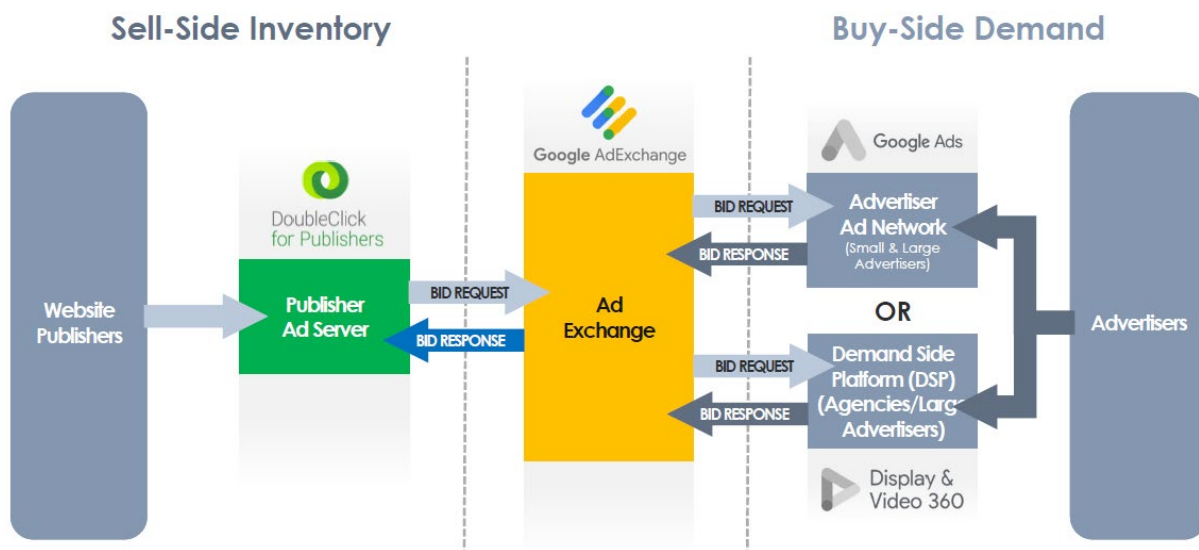 Sell-Side Inventory
Buy-Side Demand
Website
Publishers
DoubleClick
for Publishers
Publisher
Ad Server
BID REQUEST
BID RESPONSE
Google AdExchange
Ad
Exchange
BID REQUEST
BID RESPONSE
BID REQUEST
BID RESPONSE
Google Ads
Advertiser
Ad Network
(Small & Large
Advertisers)
OR
Demand Side
Platform (DSP)
(Agencies/Large
Advertisers)
Display &
Video 360
Advertisers